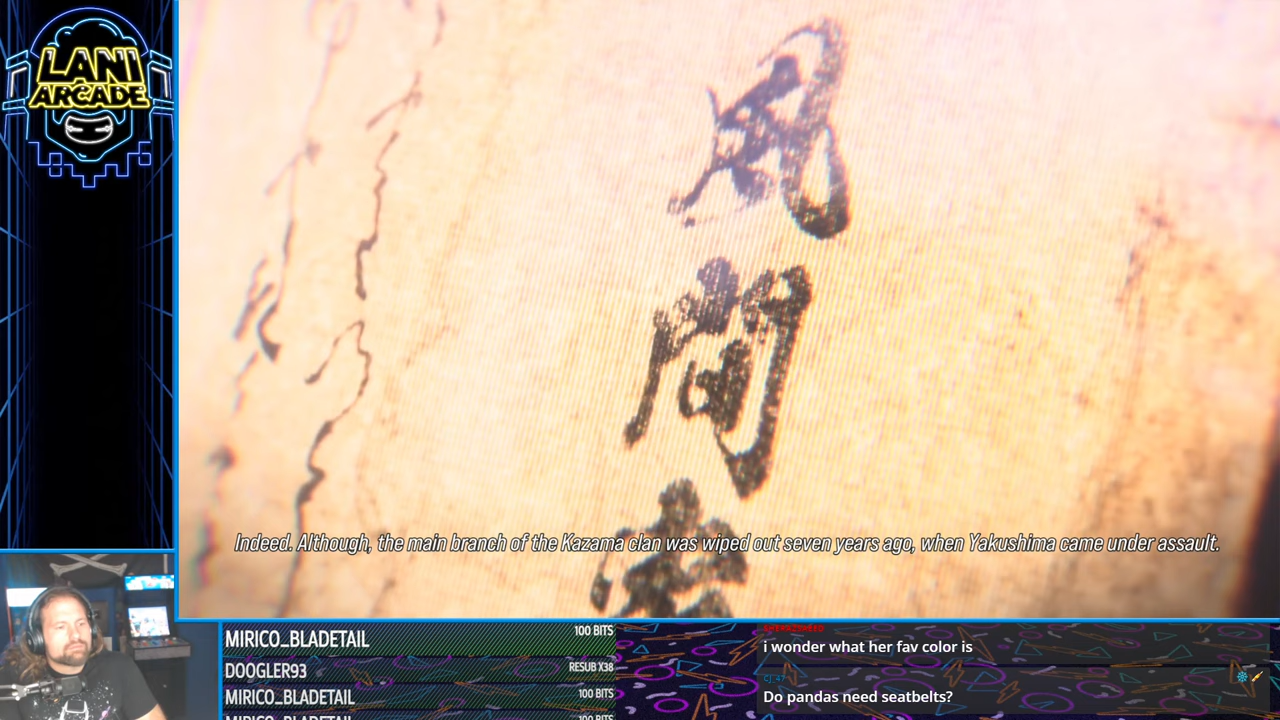 LANI
ARCADE
風
間
Indeed. Although, the main branch of the Kazama clan was wiped out seven years ago, when Yakushima came under assault.
MIRICO_BLADETAIL 100 BITS
DOOGLER93 RESUB X38
MIRICO_BLADETAIL 100 BITS
i wonder what her fav color is
Do pandas need seatbelts?